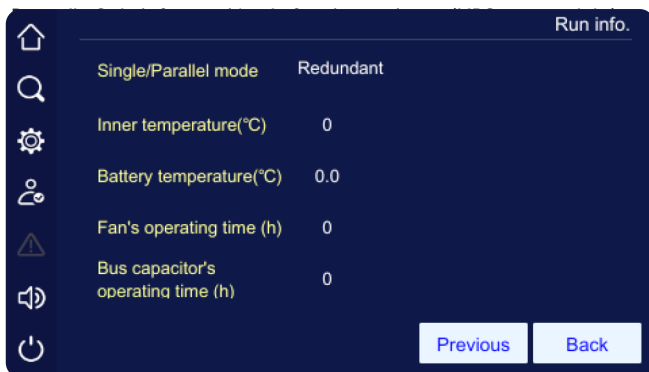 Run info.
Single/Parallel mode Redundant
Inner temperature(℃) 0
Battery temperature(℃) 0.0
Fan's operating time (h) 0
Bus capacitor's
operating time (h) 0
Previous Back